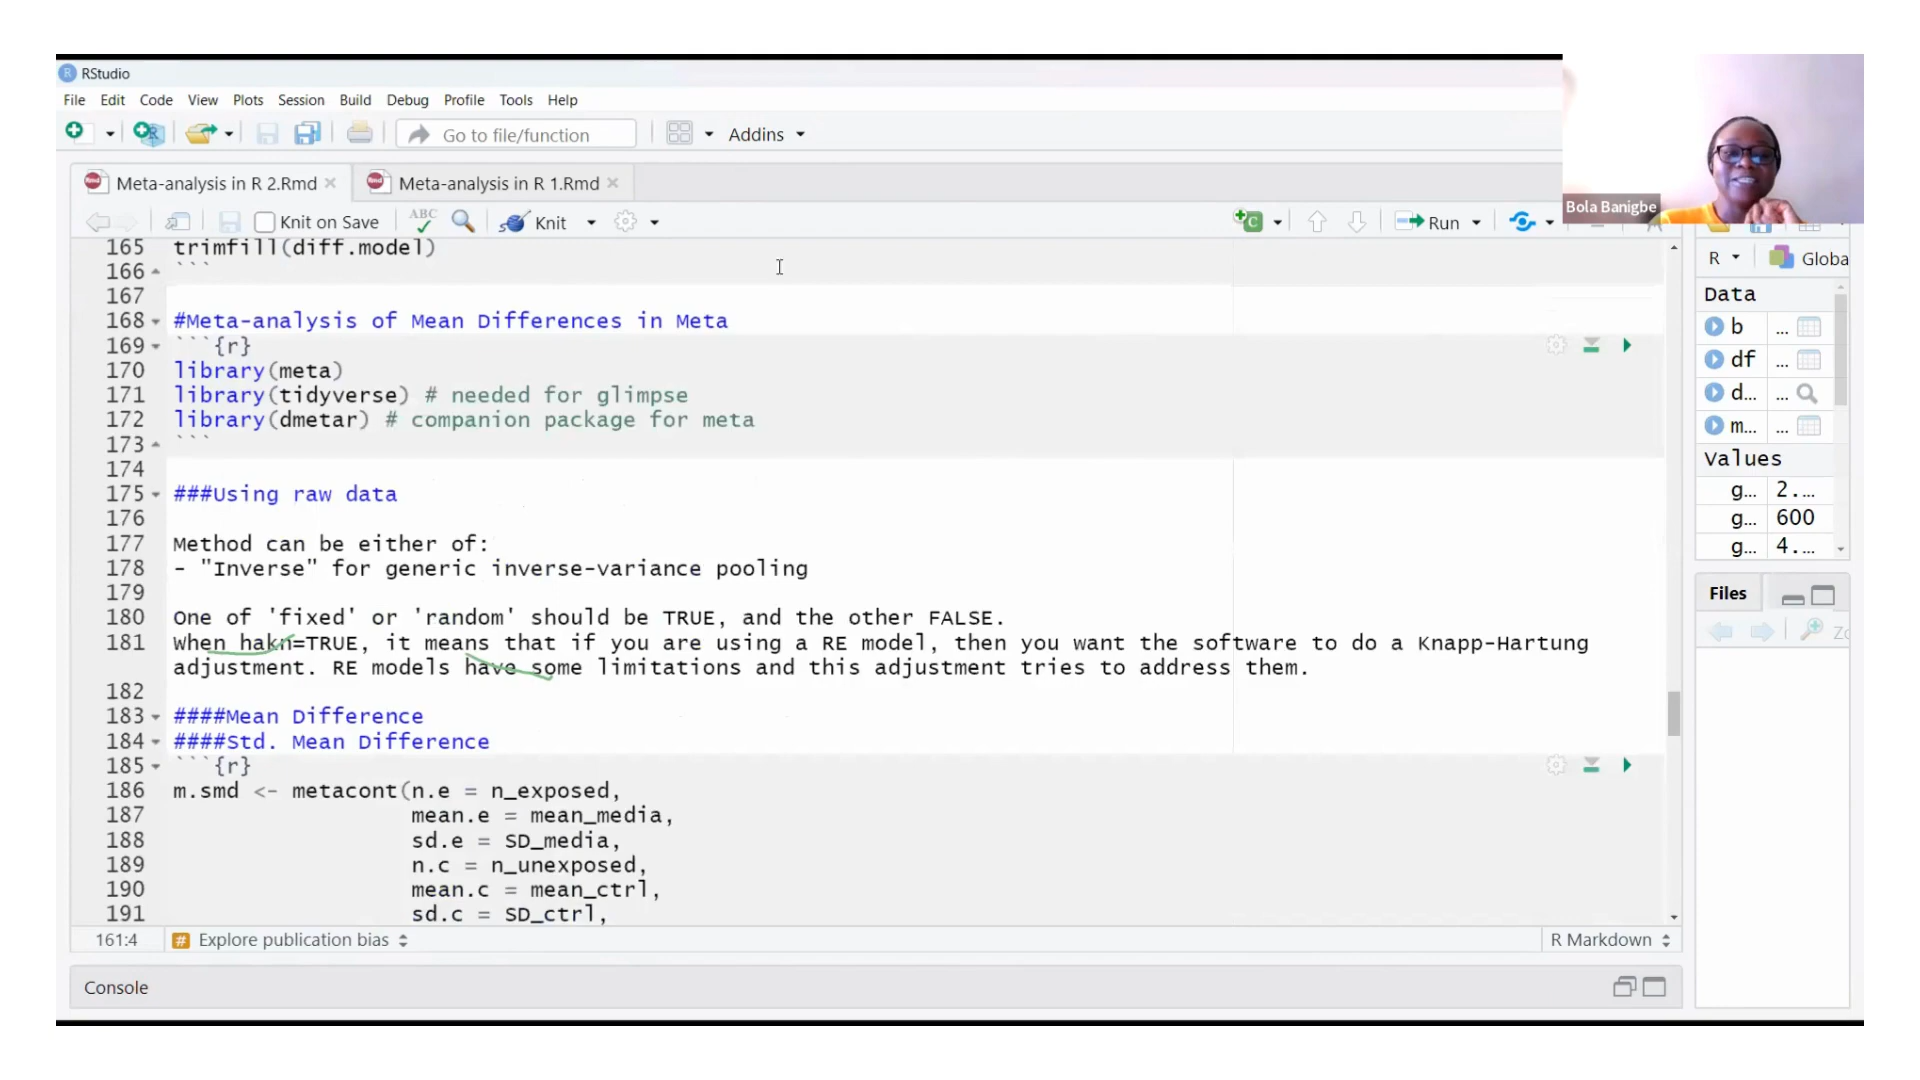 RStudio
File Edit Code View Plots Session Build Debug Profile Tools Help
Go to file/function Addins
Bola Banigbe
Meta-analysis in R 2.Rmd Meta-analysis in R 1.Rmd
Knit on Save ABC Knit Run
165 trimfill(diff.model)
166 ```
167
168 #Meta-analysis of Mean Differences in Meta
169 ```{r}
170 library(meta)
171 library(tidyverse) # needed for glimpse
172 library(dmetar) # companion package for meta
173 ```
174
175 ###Using raw data
176
177 Method can be either of:
178 - "Inverse" for generic inverse-variance pooling
179
180 One of 'fixed' or 'random' should be TRUE, and the other FALSE.
181 When hakn=TRUE, it means that if you are using a RE model, then you want the software to do a Knapp-Hartung
adjustment. RE models have some limitations and this adjustment tries to address them.
182
183 ####Mean Difference
184 ####Std. Mean Difference
185 ```{r}
186 m.smd <- metacont(n.e = n_exposed,
187 mean.e = mean_media,
188 sd.e = SD_media,
189 n.c = n_unexposed,
190 mean.c = mean_ctrl,
191 sd.c = SD_ctrl,
161:4 # Explore publication bias R Markdown
Console
R Globa
Data
b ...
df ...
d... ...
m... ...
Values
g... 2....
g... 600
g... 4....
Files